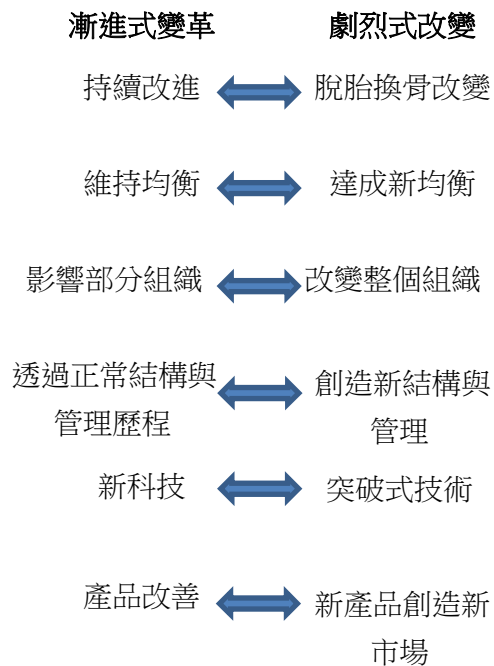 漸進式變革 劇烈式改變
持續改進 脫胎換骨改變
維持均衡 達成新均衡
影響部分組織 改變整個組織
透過正常結構與
管理歷程
創造新結構與
管理
新科技 突破式技術
產品改善 新產品創造新
市場